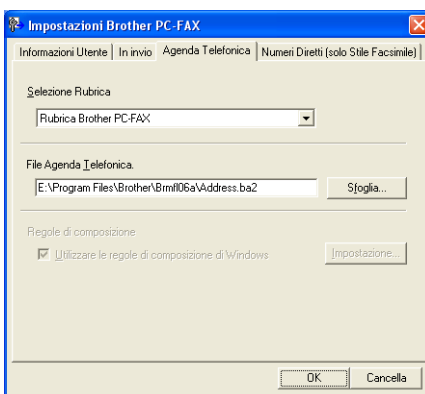 Impostazioni Brother PC-FAX
Informazioni Utente In invio Agenda Telefonica Numeri Diretti (solo Stile Facsimile)
Selezione Rubrica
Rubrica Brother PC-FAX
File Agenda Telefonica.
E:\Program Files\Brother\Brmfl06a\Address.ba2 Sfoglia...
Regole di composizione
Utilizzare le regole di composizione di Windows Impostazione...
OK Cancella